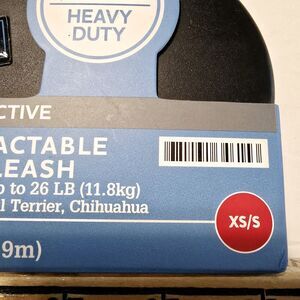 HEAVY
DUTY
CTIVE
ACTABLE
LEASH
p to 26 LB (11.8kg)
l Terrier, Chihuahua
XS/S
9m)